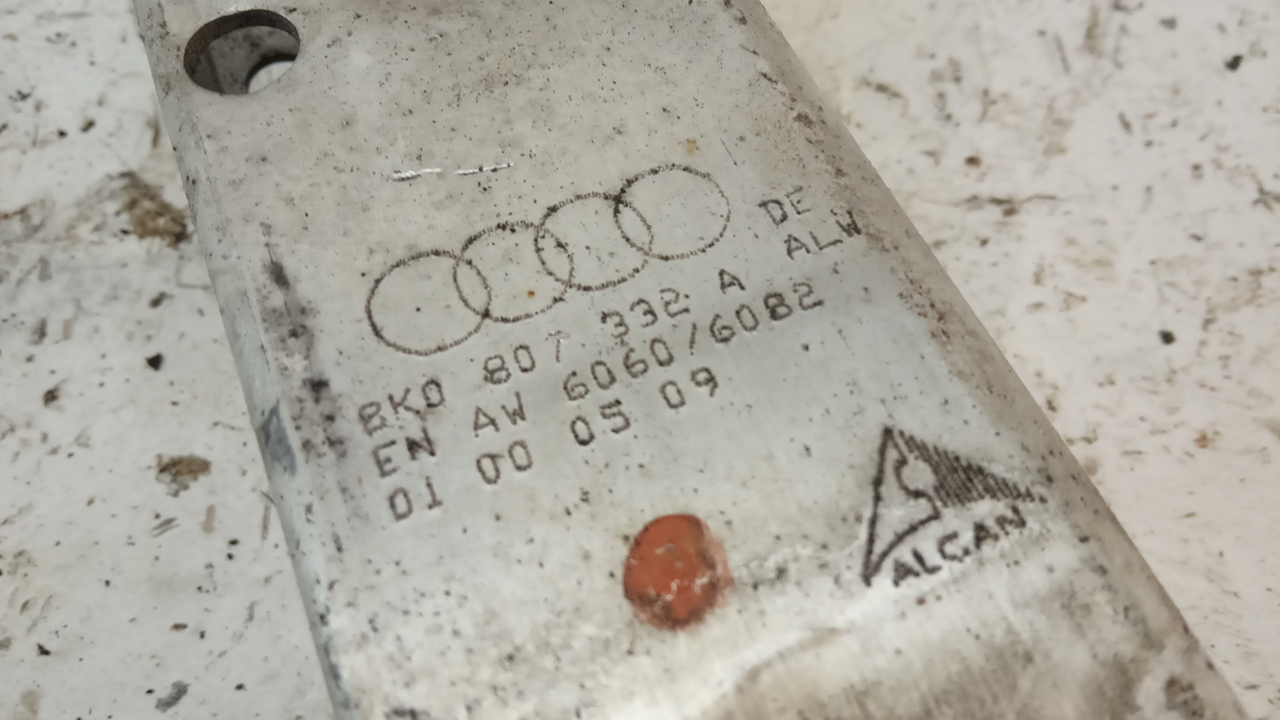 DE
ALW
8K0 807 332 A
EN AW 6060/6082
01 00 05 09
ALCAN